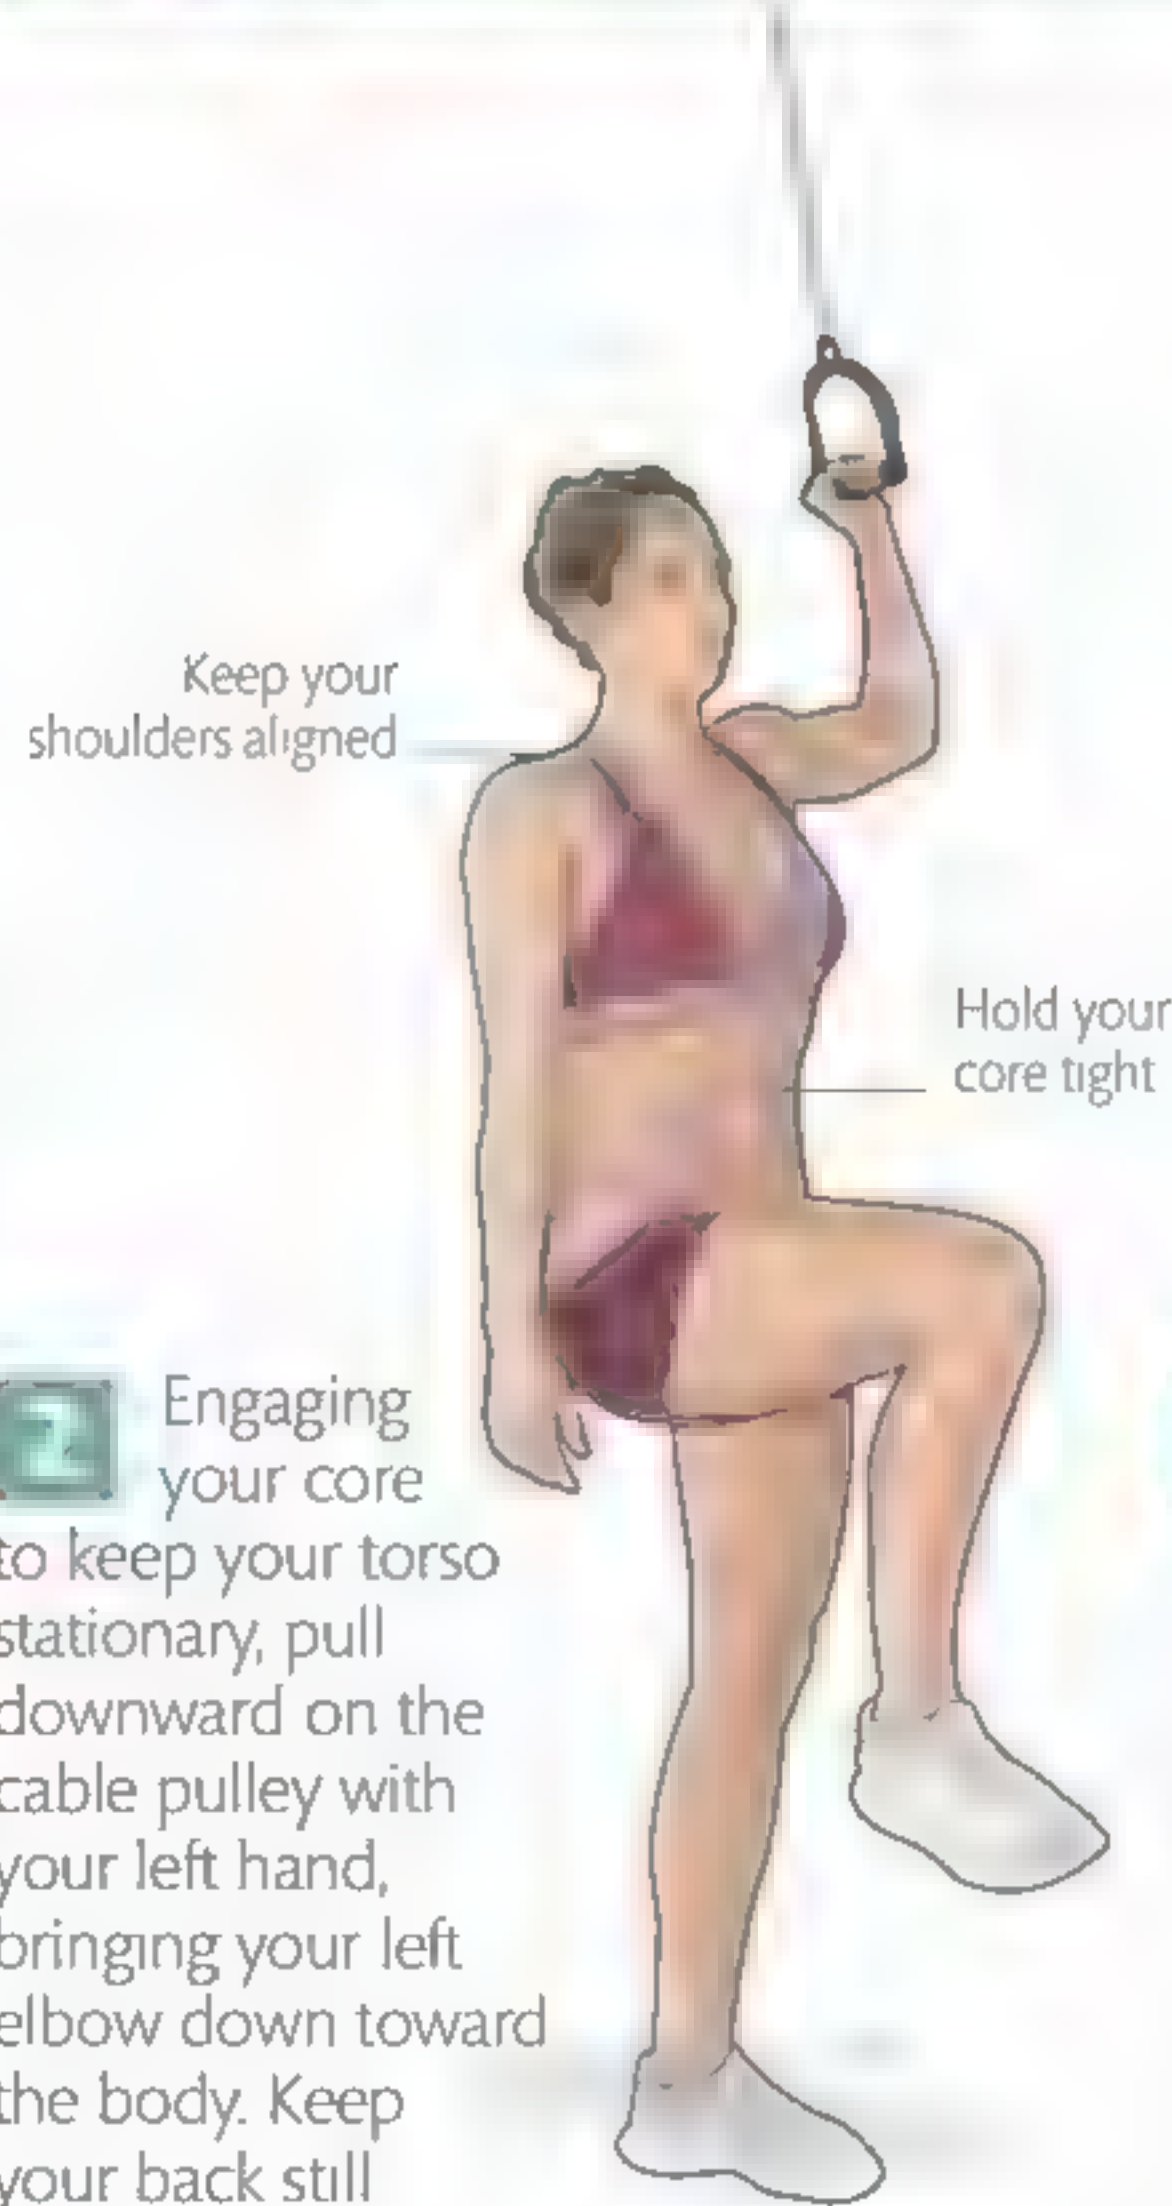 Keep your
shoulders aligned
Hold your
core tight
2 Engaging
your core
to keep your torso
stationary, pull
downward on the
cable pulley with
your left hand,
bringing your left
elbow down toward
the body. Keep
your back still